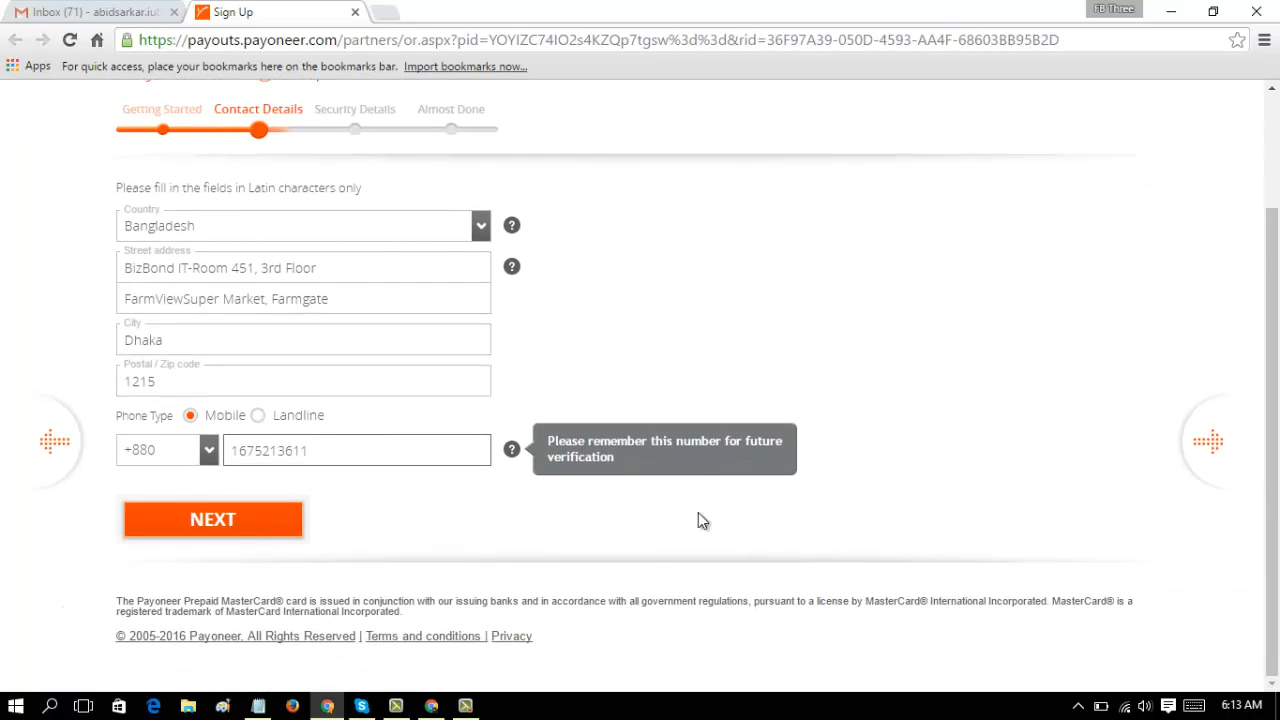 Inbox (71) - abidsarkar.iub
Sign Up
FB Three
https://payouts.payoneer.com/partners/or.aspx?pid=YOYIZC74IO2s4KZQp7tgsw%3d%3d&rid=36F97A39-050D-4593-AA4F-68603BB95B2D
Apps
For quick access, place your bookmarks here on the bookmarks bar. Import bookmarks now...
Getting Started
Contact Details
Security Details
Almost Done
Please fill in the fields in Latin characters only
Country
Bangladesh
?
Street address
BizBond IT-Room 451, 3rd Floor
?
FarmViewSuper Market, Farmgate
City
Dhaka
Postal / Zip code
1215
Phone Type
Mobile
Landline
+880
1675213611
?
Please remember this number for future
verification
NEXT
The Payoneer Prepaid MasterCard® card is issued in conjunction with our issuing banks and in accordance with all government regulations, pursuant to a license by MasterCard® International Incorporated. MasterCard® is a
registered trademark of MasterCard International Incorporated.
© 2005-2016 Payoneer, All Rights Reserved | Terms and conditions | Privacy
6:13 AM